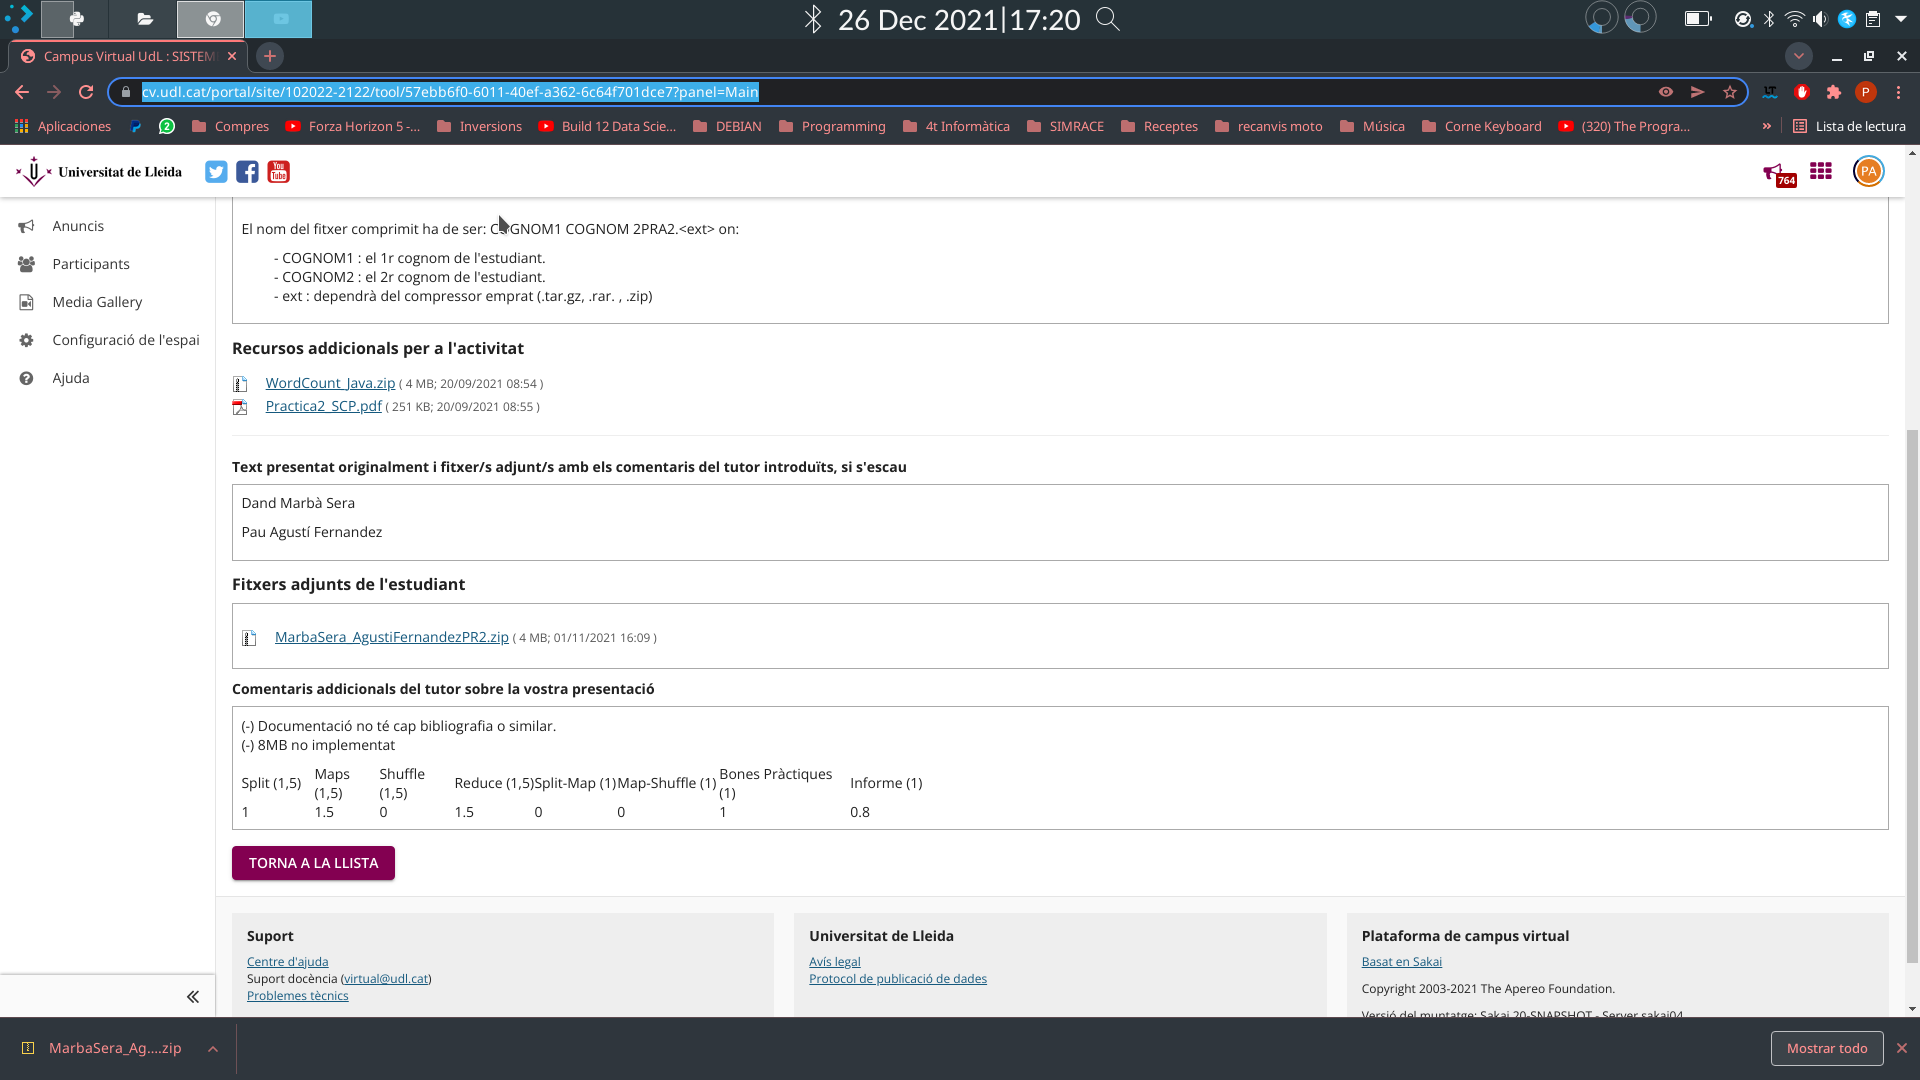 26 Dec 2021|17:20
Campus Virtual UdL : SISTEM
cv.udl.cat/portal/site/102022-2122/tool/57ebb6f0-6011-40ef-a362-6c64f701dce7?panel=Main
P
Aplicaciones
2
Compres
Forza Horizon 5 -...
Inversions
Build 12 Data Scie...
DEBIAN
Programming
4t Informàtica
SIMRACE
Receptes
recanvis moto
Música
Corne Keyboard
(320) The Progra...
»
Lista de lectura
Universitat de Lleida
You Tube
764
PA
Anuncis
Participants
Media Gallery
Configuració de l'espai
Ajuda
El nom del fitxer comprimit ha de ser: COGNOM1 COGNOM 2PRA2.<ext> on:
- COGNOM1 : el 1r cognom de l'estudiant.
- COGNOM2 : el 2r cognom de l'estudiant.
- ext : dependrà del compressor emprat (.tar.gz, .rar. , .zip)
Recursos addicionals per a l'activitat
WordCount_Java.zip ( 4 MB; 20/09/2021 08:54 )
Practica2_SCP.pdf ( 251 KB; 20/09/2021 08:55 )
Text presentat originalment i fitxer/s adjunt/s amb els comentaris del tutor introduïts, si s'escau
Dand Marbà Sera
Pau Agustí Fernandez
Fitxers adjunts de l'estudiant
MarbaSera_AgustiFernandezPR2.zip ( 4 MB; 01/11/2021 16:09 )
Comentaris addicionals del tutor sobre la vostra presentació
(-) Documentació no té cap bibliografia o similar.
(-) 8MB no implementat
Split (1,5) Maps (1,5) Shuffle (1,5) Reduce (1,5) Split-Map (1) Map-Shuffle (1) Bones Pràctiques (1) Informe (1)
1 1.5 0 1.5 0 0 1 0.8
TORNA A LA LLISTA
Suport
Centre d'ajuda
Suport docència (virtual@udl.cat)
Problemes tècnics
Universitat de Lleida
Avís legal
Protocol de publicació de dades
Plataforma de campus virtual
Basat en Sakai
Copyright 2003-2021 The Apereo Foundation.
Versió del muntatge: Sakai 20-SNAPSHOT - Server sakai04
MarbaSera_Ag....zip
Mostrar todo